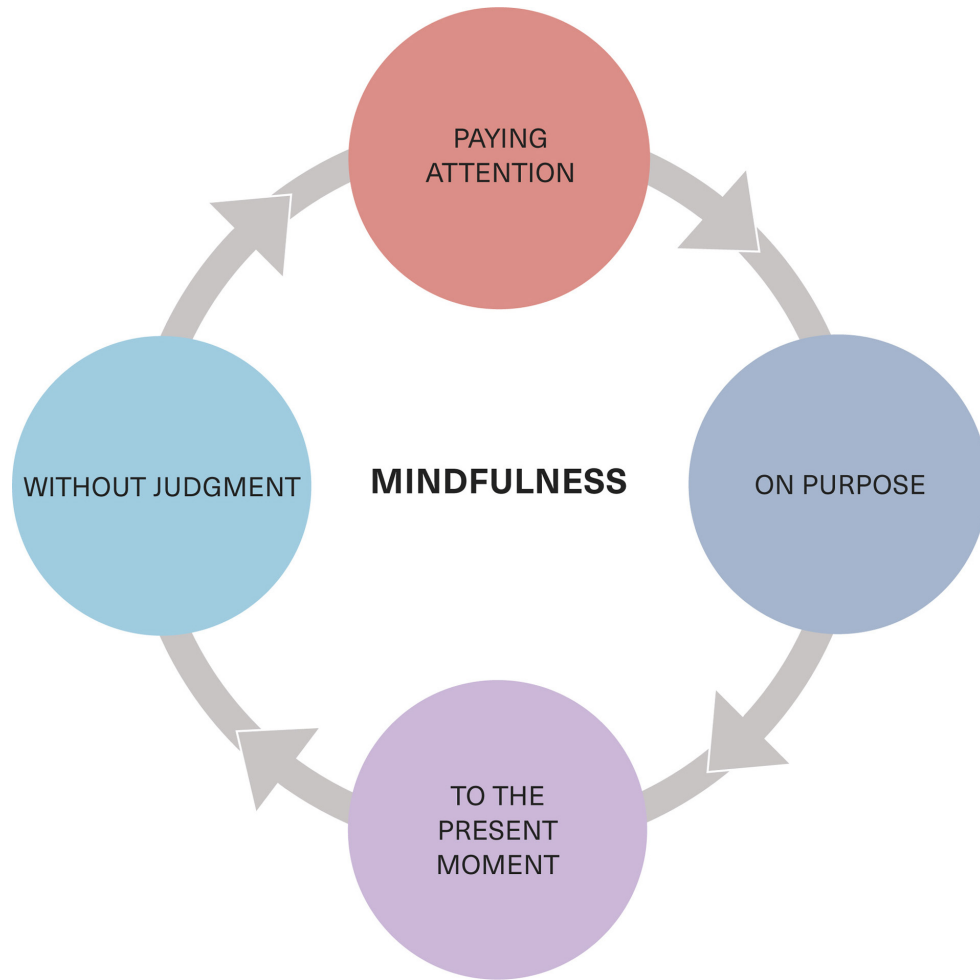 PAYING
ATTENTION
WITHOUT JUDGMENT
MINDFULNESS
ON PURPOSE
TO THE
PRESENT
MOMENT